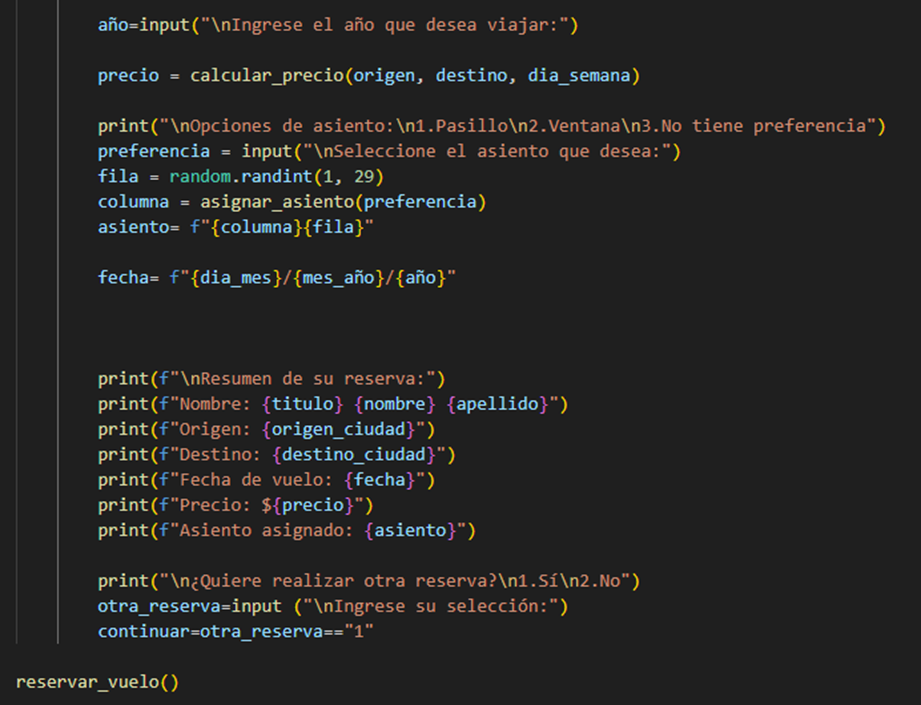 año=input("\nIngrese el año que desea viajar:")
precio = calcular_precio(origen, destino, dia_semana)
print("\nOpciones de asiento:\n1.Pasillo\n2.Ventana\n3.No tiene preferencia")
preferencia = input("\nSeleccione el asiento que desea:")
fila = random.randint(1, 29)
columna = asignar_asiento(preferencia)
asiento= f"{columna}{fila}"
fecha= f"{dia_mes}/{mes_año}/{año}"
print(f"\nResumen de su reserva:")
print(f"Nombre: {titulo} {nombre} {apellido}")
print(f"Origen: {origen_ciudad}")
print(f"Destino: {destino_ciudad}")
print(f"Fecha de vuelo: {fecha}")
print(f"Precio: ${precio}")
print(f"Asiento asignado: {asiento}")
print("\n¿Quiere realizar otra reserva?\n1.Sí\n2.No")
otra_reserva=input ("\nIngrese su selección:")
continuar=otra_reserva=="1"
reservar_vuelo()